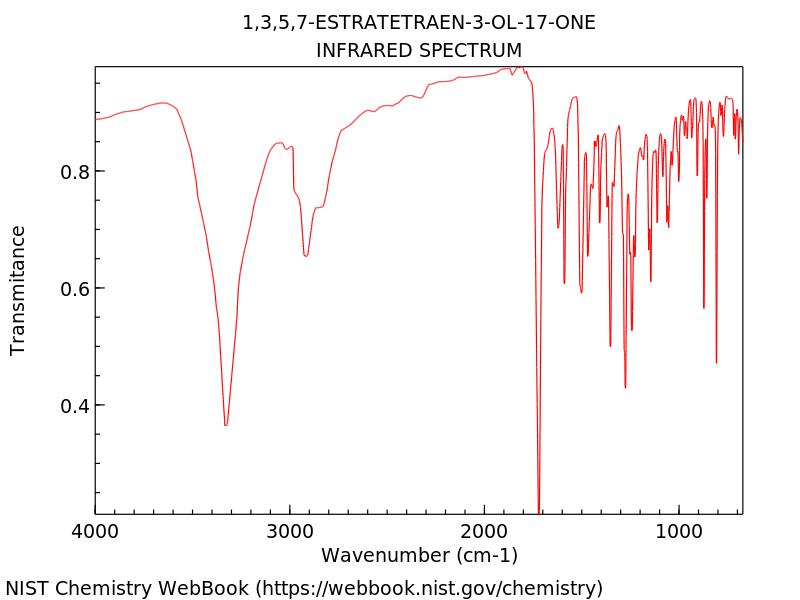 1,3,5,7-ESTRATETRAEN-3-OL-17-ONE
INFRARED SPECTRUM
Transmitance
0.8
0.6
0.4
4000 3000 2000 1000
Wavenumber (cm-1)
NIST Chemistry WebBook (https://webbook.nist.gov/chemistry)